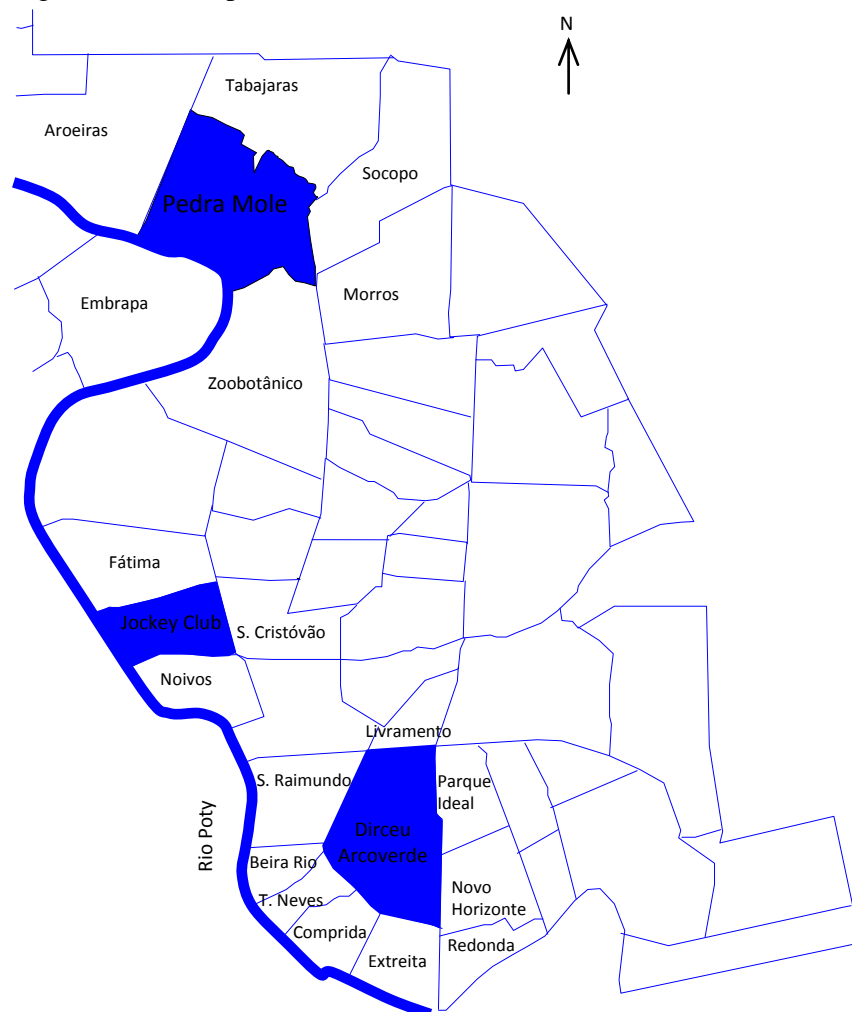 N
Tabajaras
Aroeiras
Socopo
Pedra Mole
Embrapa
Morros
Zoobotânico
Fátima
Jockey Club
S. Cristóvão
Noivos
Livramento
S. Raimundo
Parque
Ideal
Rio Poty
Dirceu
Arcoverde
Beira Rio
T. Neves
Novo
Horizonte
Comprida
Redonda
Extreita